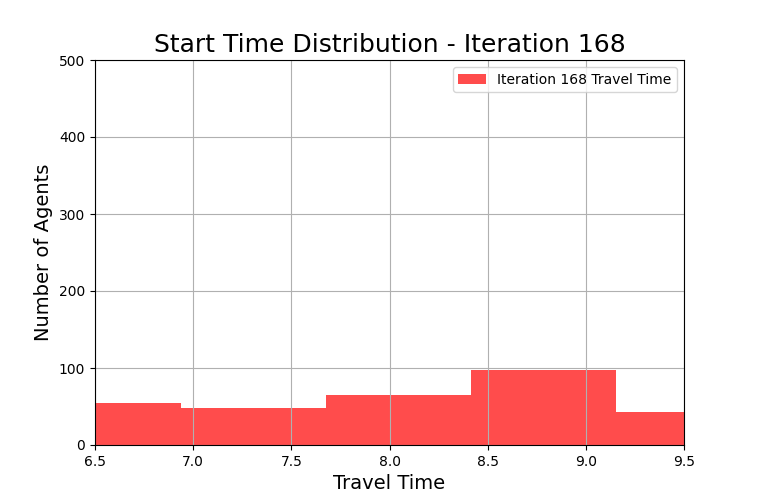 Start Time Distribution - Iteration 168
Iteration 168 Travel Time
Number of Agents
500
400
300
200
100
0
6.5 7.0 7.5 8.0 8.5 9.0 9.5
Travel Time